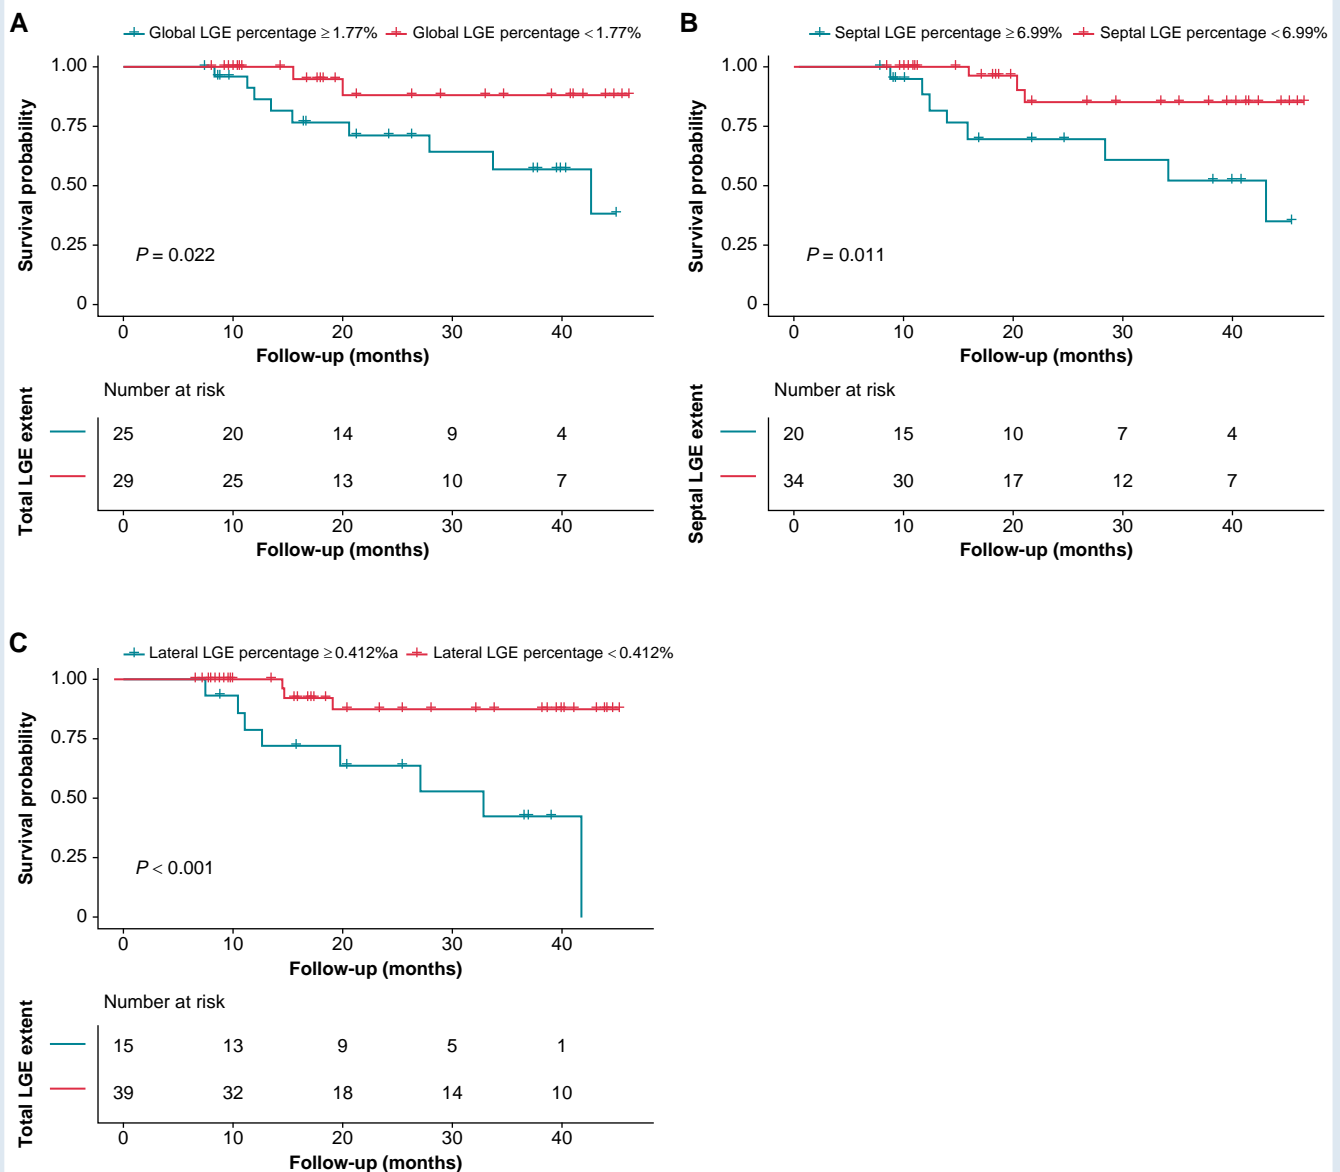 A
Global LGE percentage ≥1.77% Global LGE percentage <1.77%
1.00
0.75
0.50
0.25
0
Survival probability
P = 0.022
0 10 20 30 40
Follow-up (months)
Number at risk
Total LGE extent
25 20 14 9 4
29 25 13 10 7
0 10 20 30 40
Follow-up (months)
B
Septal LGE percentage ≥6.99% Septal LGE percentage <6.99%
1.00
0.75
0.50
0.25
0
Survival probability
P = 0.011
0 10 20 30 40
Follow-up (months)
Number at risk
Septal LGE extent
20 15 10 7 4
34 30 17 12 7
0 10 20 30 40
Follow-up (months)
C
Lateral LGE percentage ≥0.412%a Lateral LGE percentage <0.412%
1.00
0.75
0.50
0.25
0
Survival probability
P < 0.001
0 10 20 30 40
Follow-up (months)
Number at risk
Total LGE extent
15 13 9 5 1
39 32 18 14 10
0 10 20 30 40
Follow-up (months)